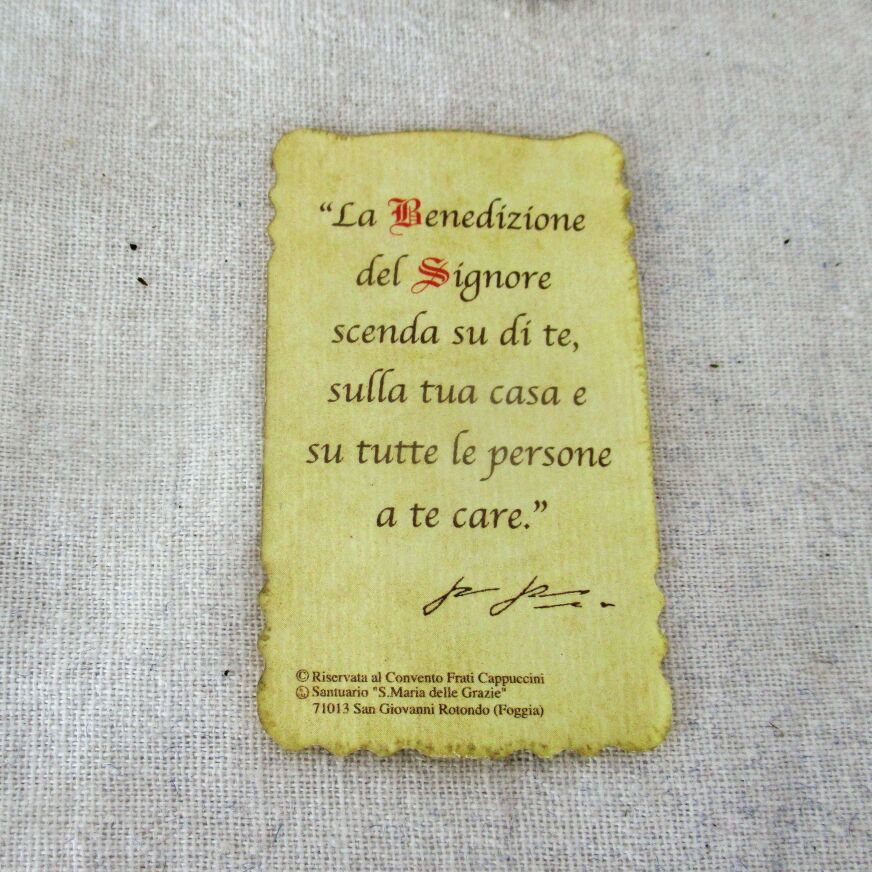 “La Benedizione
del Signore
scenda su di te,
sulla tua casa e
su tutte le persone
a te care.”
© Riservata al Convento Frati Cappuccini
Santuario "S.Maria delle Grazie"
71013 San Giovanni Rotondo (Foggia)